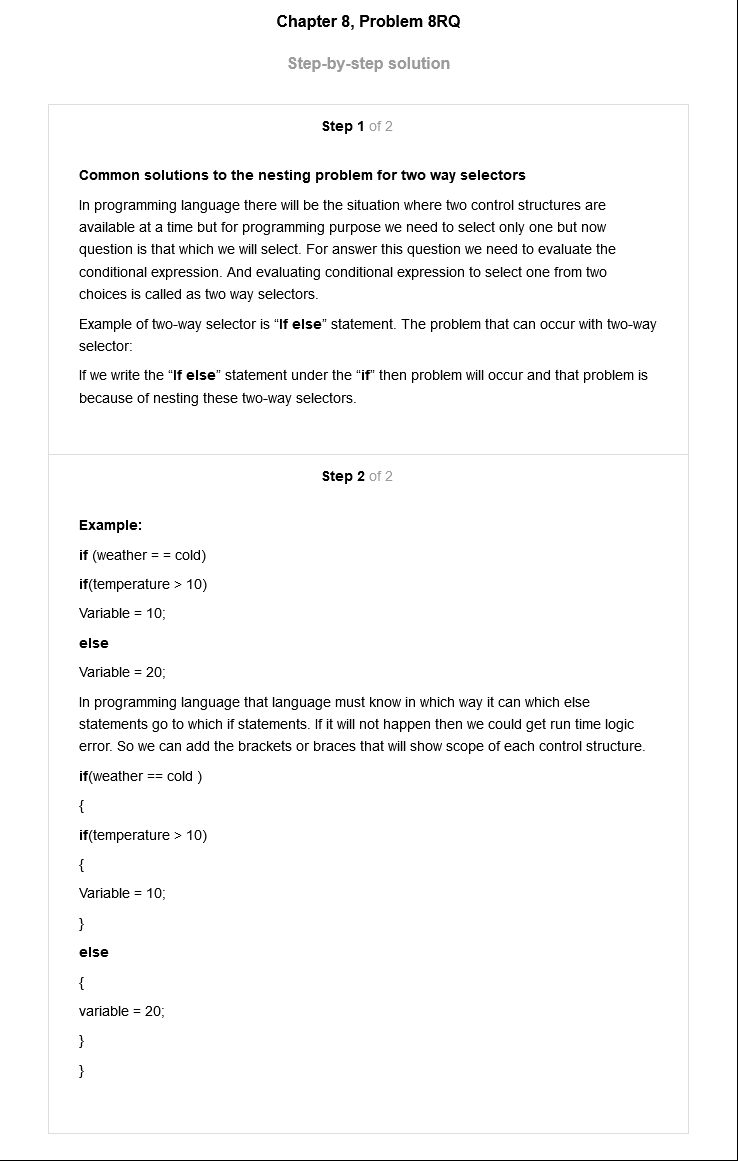 Chapter 8, Problem 8RQ
Step-by-step solution
Step 1 of 2
Common solutions to the nesting problem for two way selectors
In programming language there will be the situation where two control structures are
available at a time but for programming purpose we need to select only one but now
question is that which we will select. For answer this question we need to evaluate the
conditional expression. And evaluating conditional expression to select one from two
choices is called as two way selectors.
Example of two-way selector is “If else” statement. The problem that can occur with two-way
selector:
If we write the “If else” statement under the “if” then problem will occur and that problem is
because of nesting these two-way selectors.
Step 2 of 2
Example:
if (weather = = cold)
if(temperature > 10)
Variable = 10;
else
Variable = 20;
In programming language that language must know in which way it can which else
statements go to which if statements. If it will not happen then we could get run time logic
error. So we can add the brackets or braces that will show scope of each control structure.
if(weather == cold )
{
if(temperature > 10)
{
Variable = 10;
}
else
{
variable = 20;
}
}